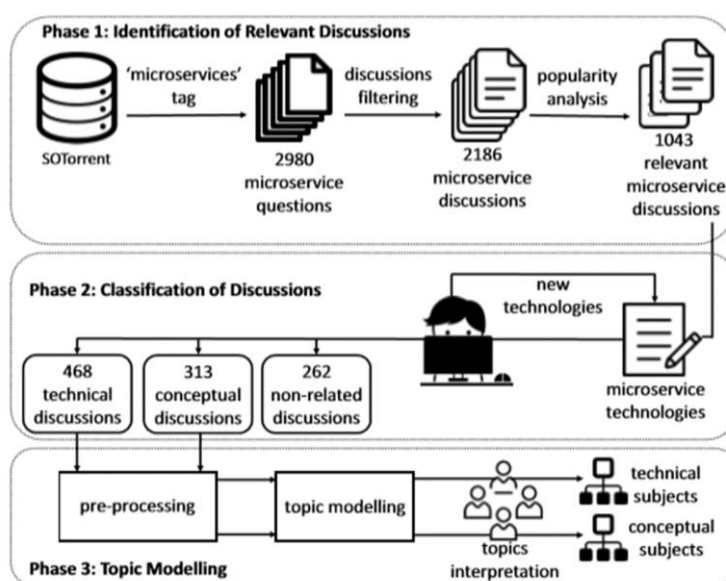 Phase 1: Identification of Relevant Discussions
SOTorrent
'microservices'
tag
2980
microservice
questions
discussions
filtering
2186
microservice
discussions
popularity
analysis
1043
relevant
microservice
discussions
Phase 2: Classification of Discussions
new
technologies
microservice
technologies
468
technical
discussions
313
conceptual
discussions
262
non-related
discussions
pre-processing
topic modelling
topics
interpretation
technical
subjects
conceptual
subjects
Phase 3: Topic Modelling